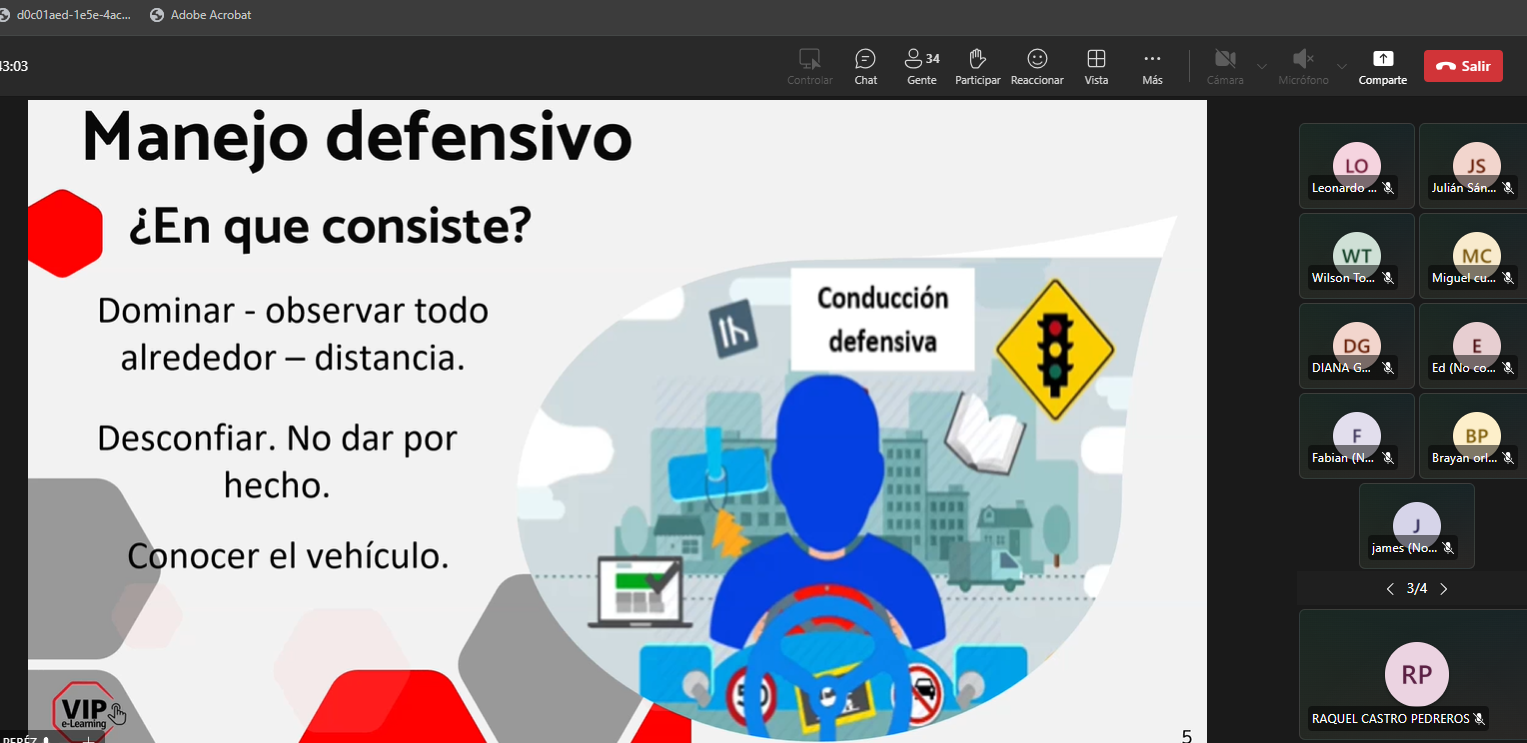 d0c01aed-1e5e-4ac...
Adobe Acrobat
43:03
Controlar
Chat
34
Gente
Participar
Reaccionar
Vista
Más
Cámara
Micrófono
Comparte
Salir
Manejo defensivo
¿En que consiste?
Dominar - observar todo
alrededor – distancia.
Desconfiar. No dar por
hecho.
Conocer el vehículo.
Conducción
defensiva
50
VIP
e-Learning
5
PERÉZ
LO
Leonardo ...
JS
Julián Sán...
WT
Wilson To...
MC
Miguel cu...
DG
DIANA G...
E
Ed (No co...
F
Fabian (N...
BP
Brayan orl...
J
james (No...
3/4
RP
RAQUEL CASTRO PEDREROS